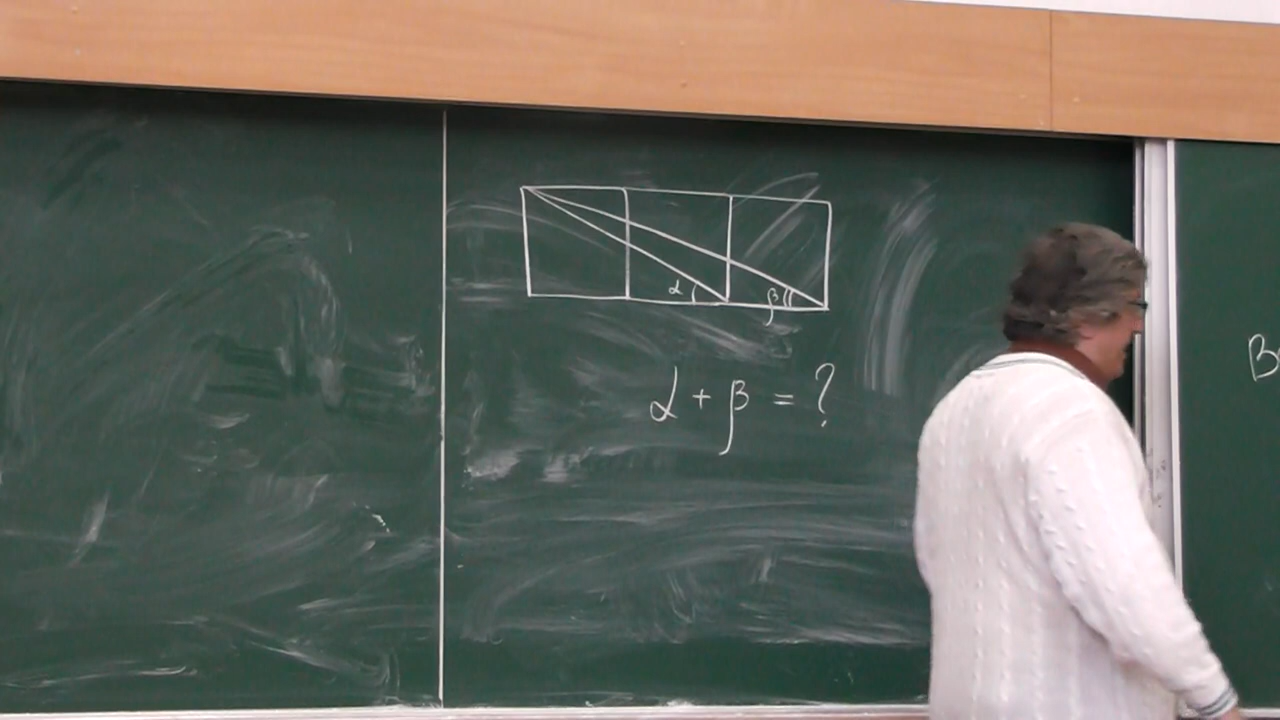 α β
α + β = ?